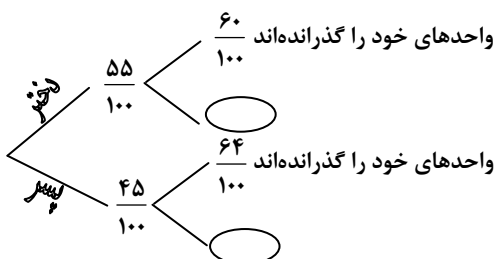 ۶۰/۱۰۰ واحدهای خود را گذرانده‌اند
دختر
۵۵/۱۰۰
۶۴/۱۰۰ واحدهای خود را گذرانده‌اند
پسر
۴۵/۱۰۰